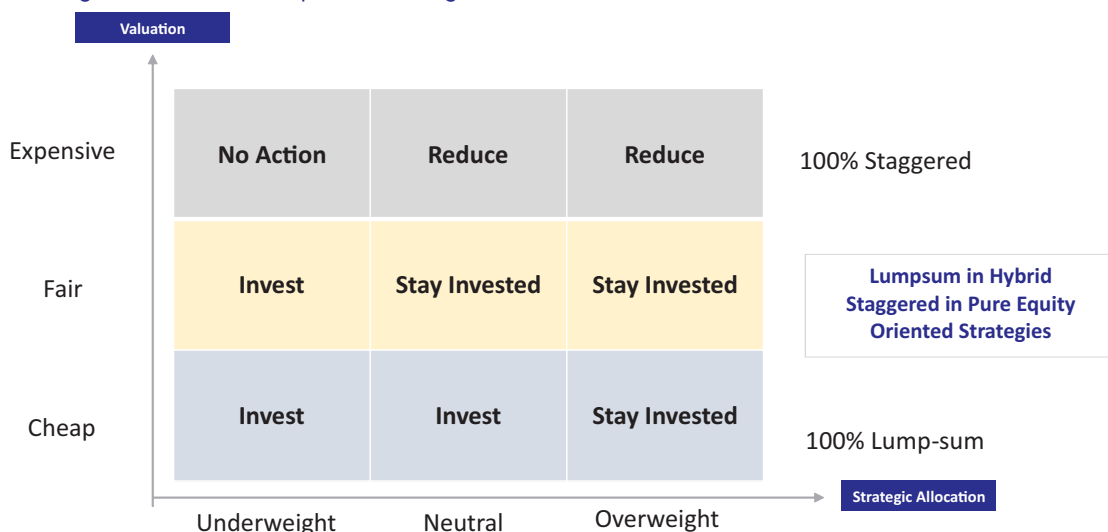 Valuation
Expensive
No Action
Reduce
Reduce
100% Staggered
Fair
Invest
Stay Invested
Stay Invested
Lumpsum in Hybrid
Staggered in Pure Equity
Oriented Strategies
Cheap
Invest
Invest
Stay Invested
100% Lump-sum
Strategic Allocation
Underweight
Neutral
Overweight